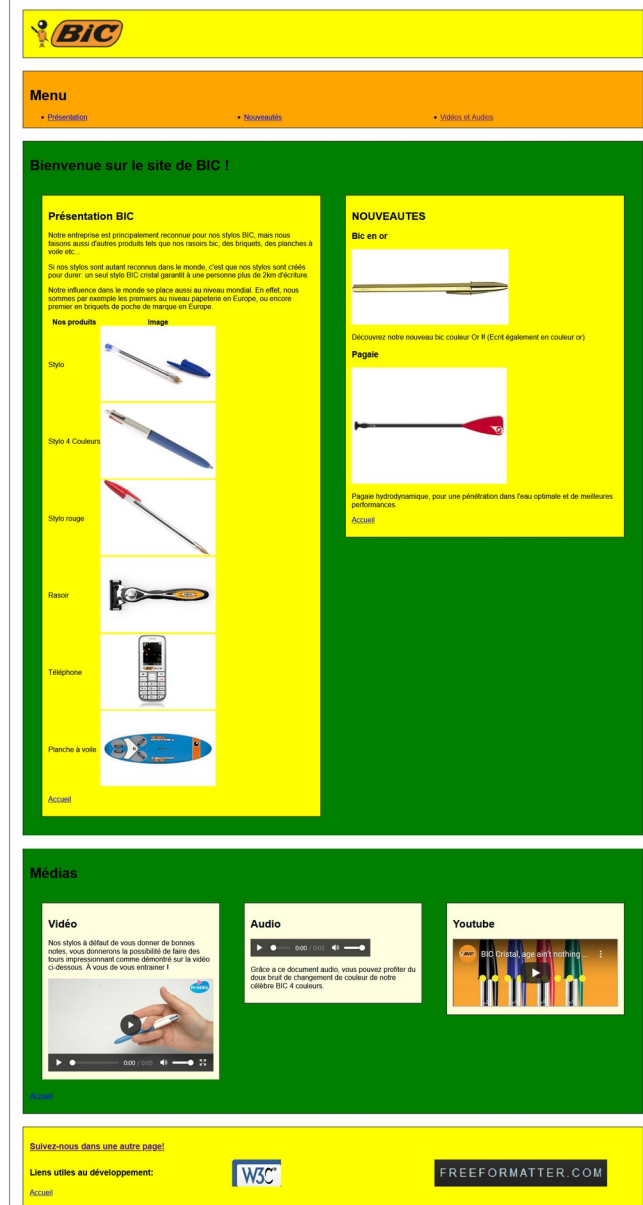 BiC
Menu
Présentation
Nouveautés
Vidéos et Audios
Bienvenue sur le site de BIC !
Présentation BIC
Notre entreprise est principalement reconnue pour nos stylos BIC, mais nous
faisons aussi d'autres produits tels que nos rasoirs bic, des briquets, des planches à
voile etc...
Si nos stylos sont autant reconnus dans le monde, c'est que nos stylos sont créés
pour durer: un seul stylo BIC cristal garantit à une personne plus de 2km d'écriture.
Notre influence dans le monde se place aussi au niveau mondial. En effet, nous
sommes par exemple les premiers au niveau papeterie en Europe, ou encore
premier en briquets de poche de marque en Europe.
Nos produits Image
Stylo
Stylo 4 Couleurs
Stylo rouge
Rasoir
Téléphone
Planche à voile
Accueil
NOUVEAUTES
Bic en or
Découvrez notre nouveau bic couleur Or !! (Ecrit également en couleur or)
Pagaie
Pagaie hydrodynamique, pour une pénétration dans l'eau optimale et de meilleures
performances.
Accueil
Médias
Vidéo
Nos stylos à défaut de vous donner de bonnes
notes, vous donnerons la possibilité de faire des
tours impressionnant comme démontré sur la vidéo
ci-dessous. À vous de vous entrainer !
0:00 / 0:05
Audio
0:00 / 0:05
Grâce a ce document audio, vous pouvez profiter du
doux bruit de changement de couleur de notre
célèbre BIC 4 couleurs.
Youtube
BIC Cristal, age ain't nothing ...
Accueil
Suivez-nous dans une autre page!
Liens utiles au développement:
W3C
FREEFORMATTER.COM
Accueil